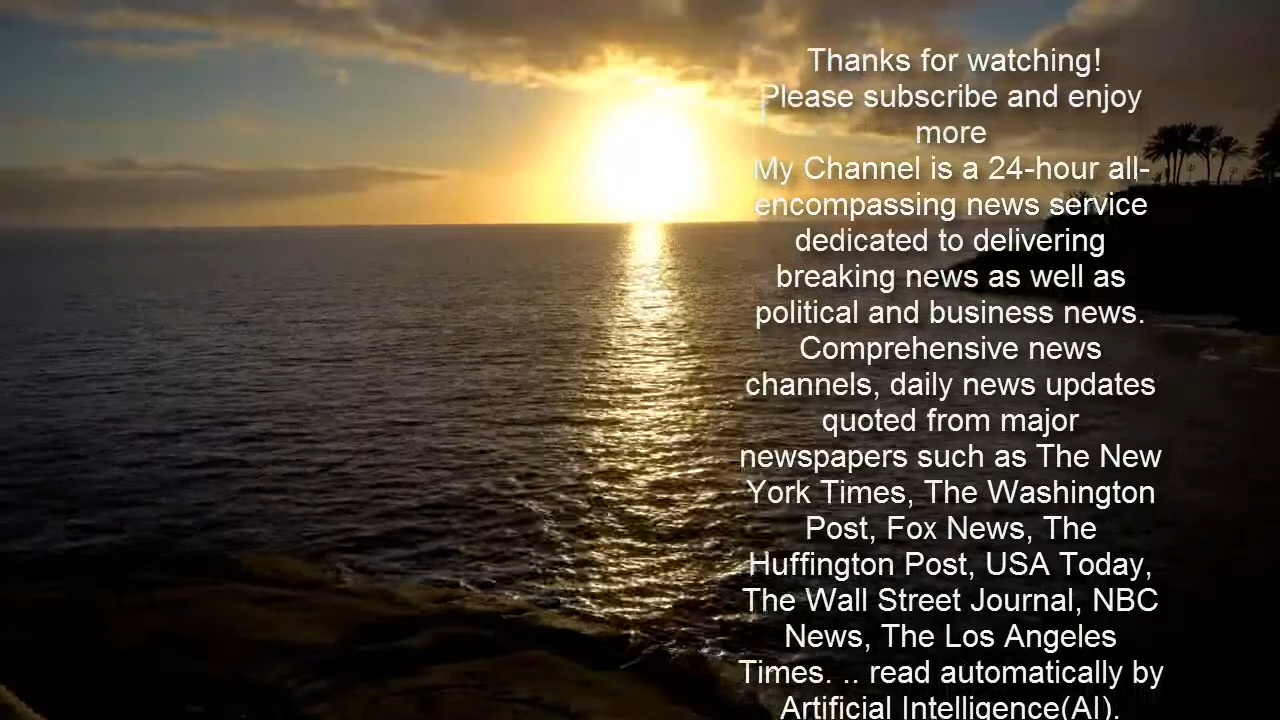 Thanks for watching!
Please subscribe and enjoy
more
My Channel is a 24-hour all-
encompassing news service
dedicated to delivering
breaking news as well as
political and business news.
Comprehensive news
channels, daily news updates
quoted from major
newspapers such as The New
York Times, The Washington
Post, Fox News, The
Huffington Post, USA Today,
The Wall Street Journal, NBC
News, The Los Angeles
Times. .. read automatically by
Artificial Intelligence(AI).